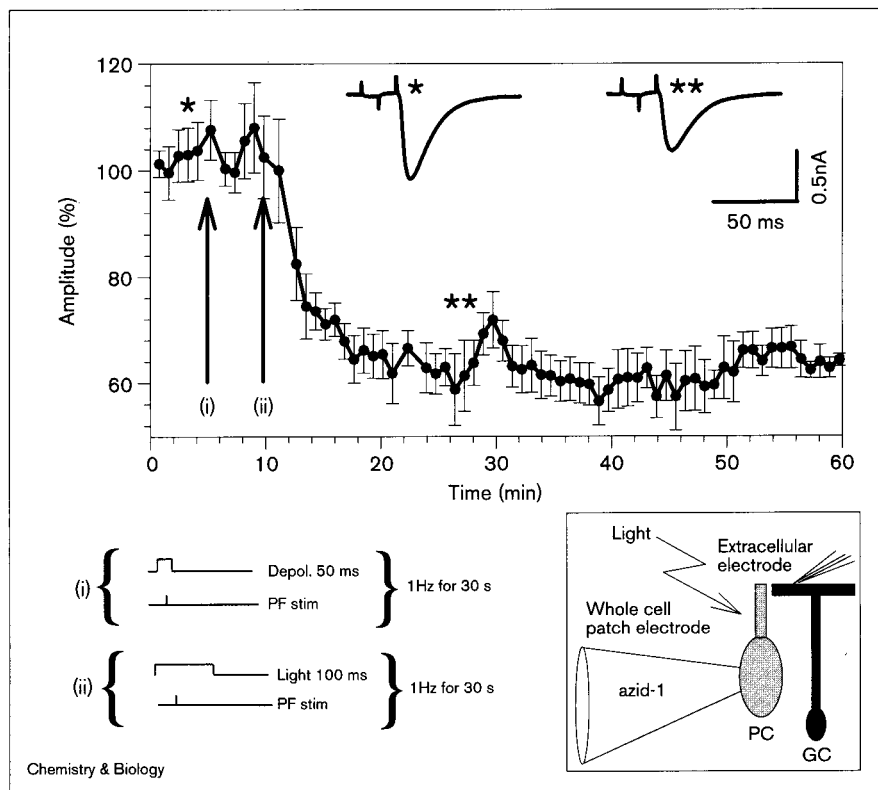 120
100
80
60
Amplitude (%)
*
*
**
0.5nA
50 ms
**
(i)
(ii)
0
10
20
30
40
50
60
Time (min)
(i)
Depol. 50 ms
PF stim
1Hz for 30 s
(ii)
Light 100 ms
PF stim
1Hz for 30 s
Light
Extracellular
electrode
Whole cell
patch electrode
azid-1
PC
GC
Chemistry & Biology